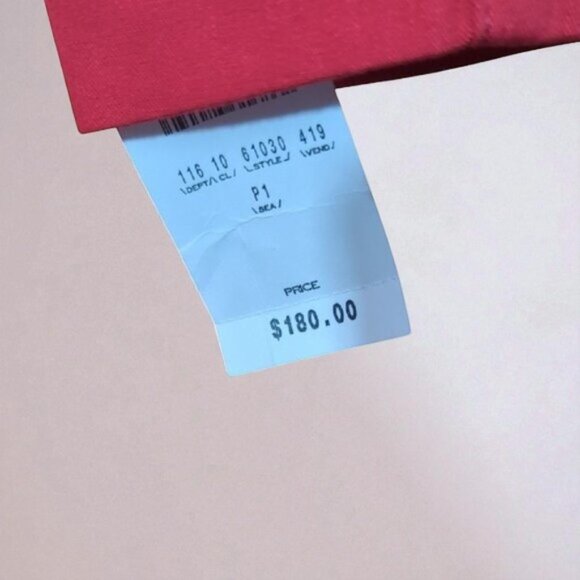 116 10 61030 419
\DEPT/\CL/ \STYLE/ \VEND/
P1
\SEA/
PRICE
$180.00